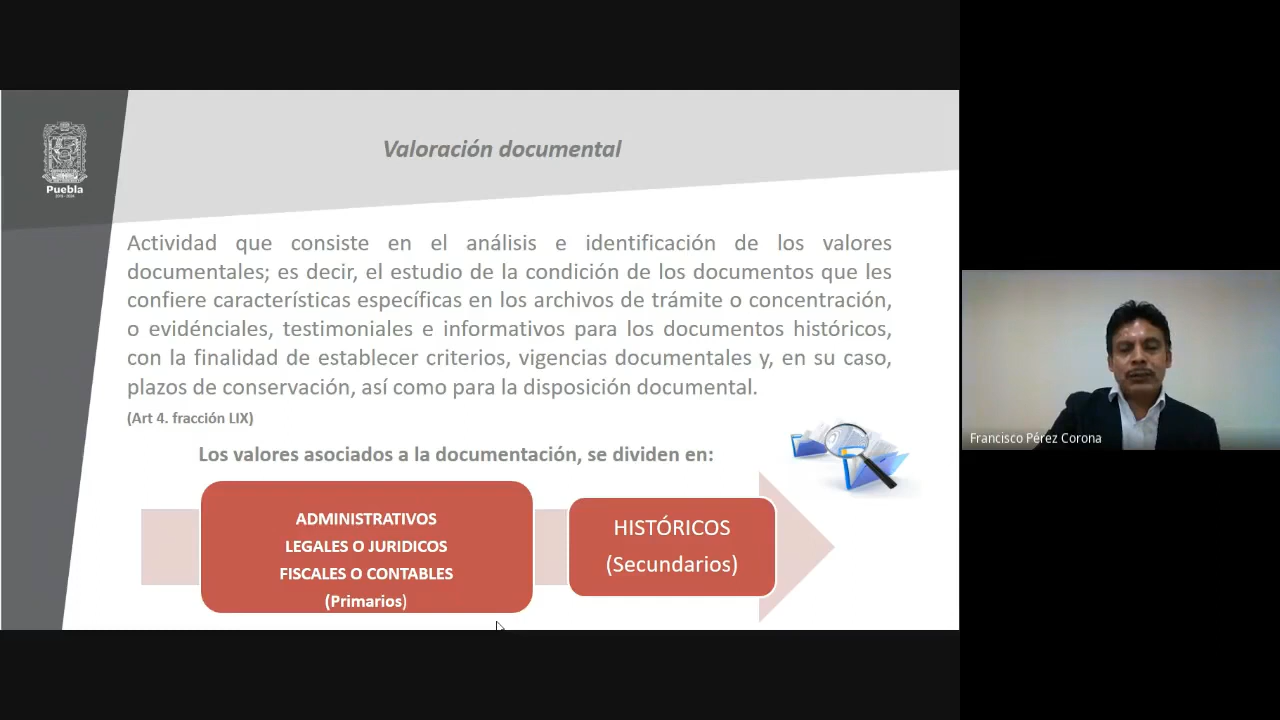 Valoración documental
Puebla
Actividad que consiste en el análisis e identificación de los valores
documentales; es decir, el estudio de la condición de los documentos que les
confiere características específicas en los archivos de trámite o concentración,
o evidénciales, testimoniales e informativos para los documentos históricos,
con la finalidad de establecer criterios, vigencias documentales y, en su caso,
plazos de conservación, así como para la disposición documental.
(Art 4. fracción LIX)
Los valores asociados a la documentación, se dividen en:
ADMINISTRATIVOS
LEGALES O JURIDICOS
FISCALES O CONTABLES
(Primarios)
HISTÓRICOS
(Secundarios)
Francisco Pérez Corona